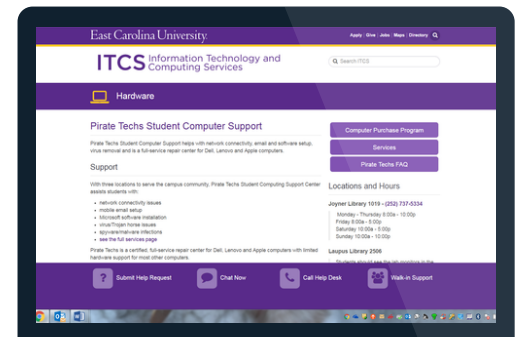 East Carolina University.
Apply | Give | Jobs | Maps | Directory
ITCS Information Technology and
Computing Services
Search ITCS
Hardware
Pirate Techs Student Computer Support
Pirate Techs Student Computer Support helps with network connectivity, email and software setup,
virus removal and is a full-service repair center for Dell, Lenovo and Apple computers.
Support
With three locations to serve the campus community, Pirate Techs Student Computing Support Center
assists students with:
• network connectivity issues
• mobile email setup
• Microsoft software installation
• virus/Trojan horse issues
• spyware/malware infections
• see the full services page
Pirate Techs is a certified, full-service repair center for Dell, Lenovo and Apple computers with limited
hardware support for most other computers.
Computer Purchase Program
Services
Pirate Techs FAQ
Locations and Hours
Joyner Library 1010 - (252) 737-5334
Monday - Thursday 8:00a - 10:00p
Friday 8:00a - 5:00p
Saturday 10:00a - 5:00p
Sunday 10:00a - 10:00p
Laupus Library 2506
? Submit Help Request
Chat Now
Call Help Desk
Walk-in Support